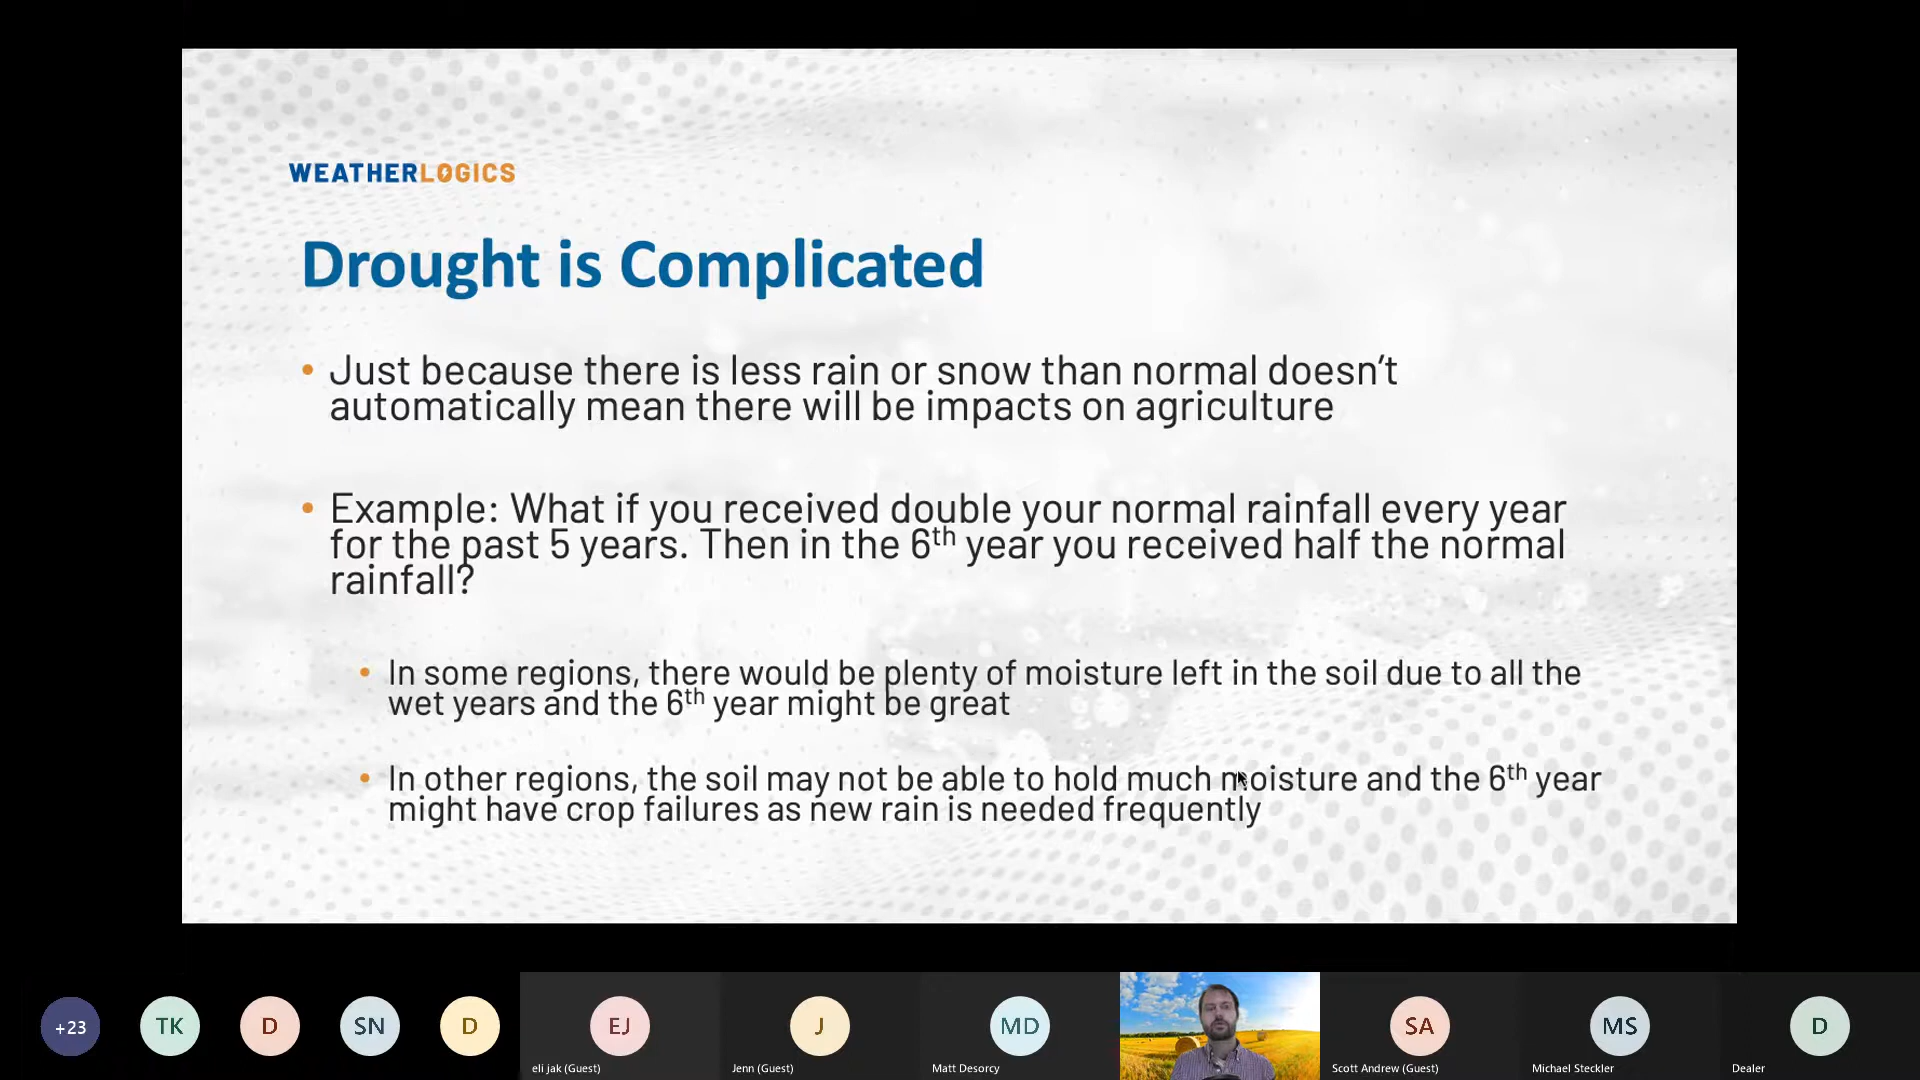 WEATHERLOGICS
Drought is Complicated
• Just because there is less rain or snow than normal doesn’t
automatically mean there will be impacts on agriculture
• Example: What if you received double your normal rainfall every year
for the past 5 years. Then in the 6th year you received half the normal
rainfall?
• In some regions, there would be plenty of moisture left in the soil due to all the
wet years and the 6th year might be great
• In other regions, the soil may not be able to hold much moisture and the 6th year
might have crop failures as new rain is needed frequently
+23
TK
D
SN
D
EJ
J
MD
SA
MS
D
eli jak (Guest)
Jenn (Guest)
Matt Desorcy
Scott Andrew (Guest)
Michael Steckler
Dealer